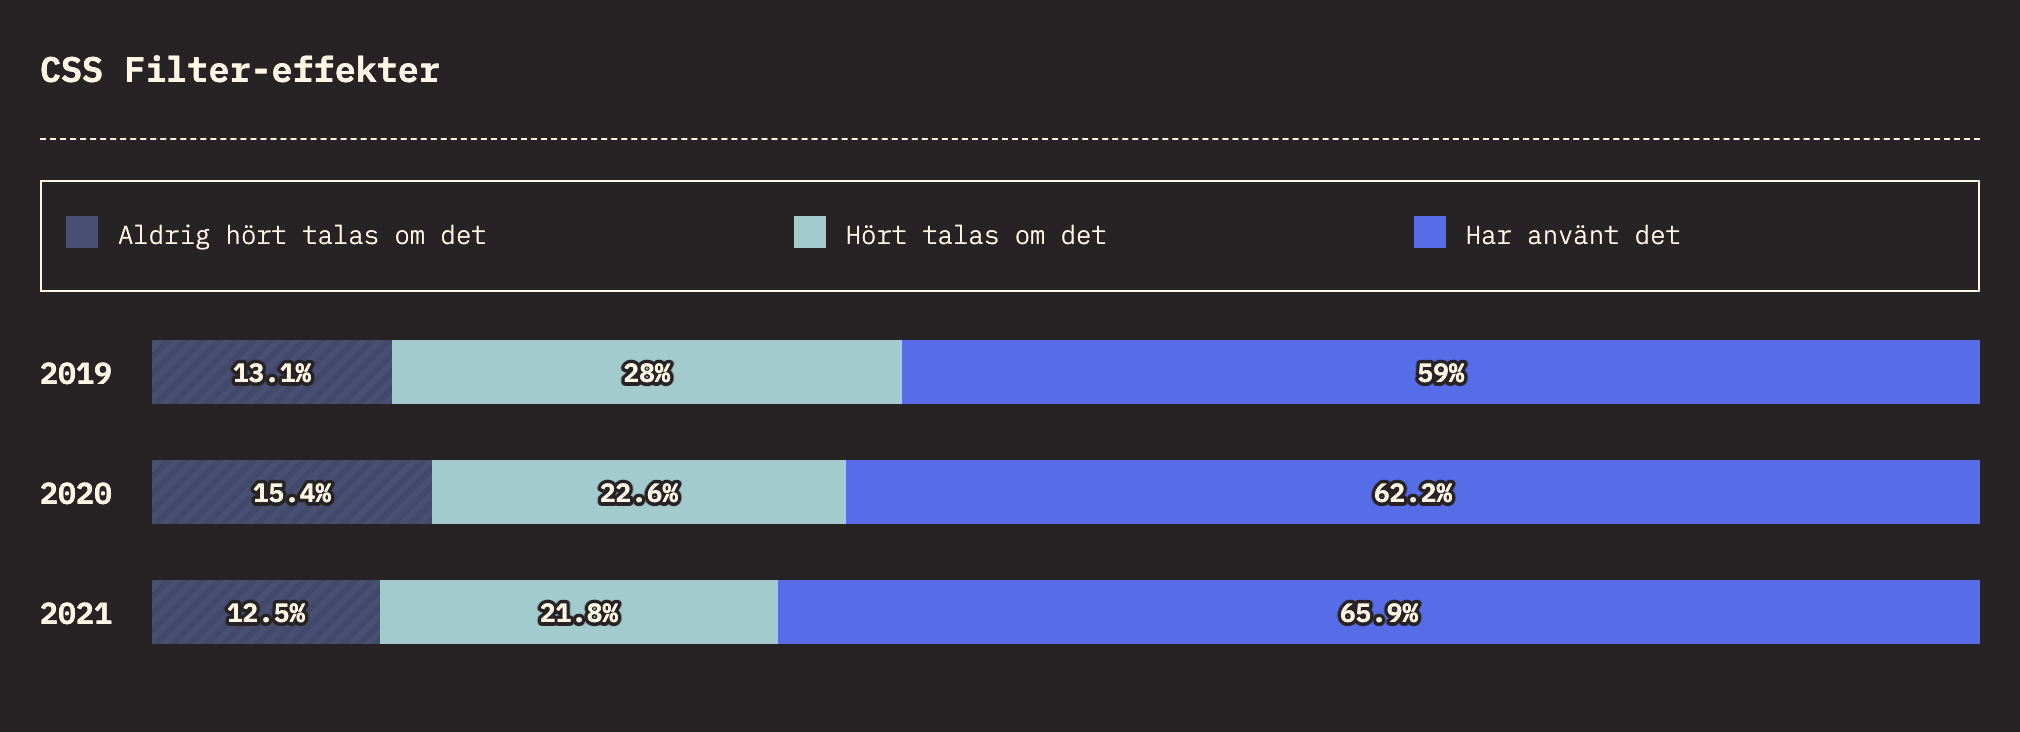 CSS Filter-effekter
Aldrig hört talas om det Hört talas om det Har använt det
2019 13.1% 28% 59%
2020 15.4% 22.6% 62.2%
2021 12.5% 21.8% 65.9%